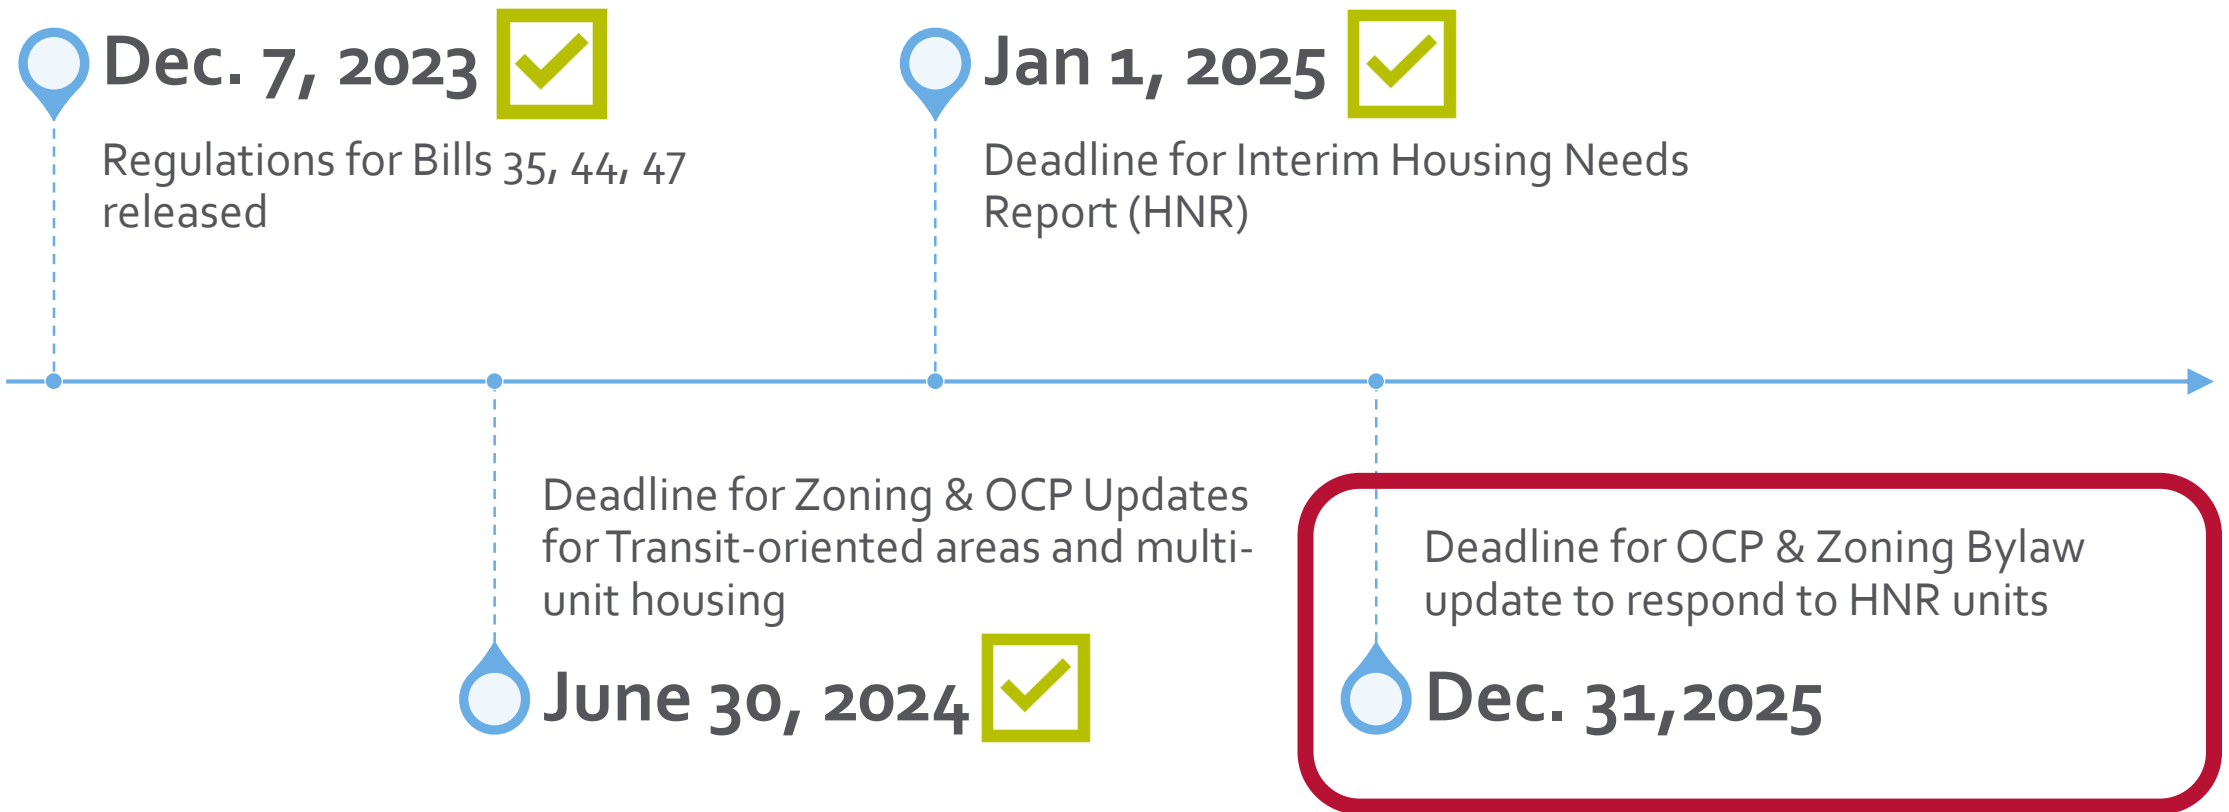 Dec. 7, 2023
Regulations for Bills 35, 44, 47
released
Jan 1, 2025
Deadline for Interim Housing Needs
Report (HNR)
Deadline for Zoning & OCP Updates
for Transit-oriented areas and multi-
unit housing
June 30, 2024
Deadline for OCP & Zoning Bylaw
update to respond to HNR units
Dec. 31,2025